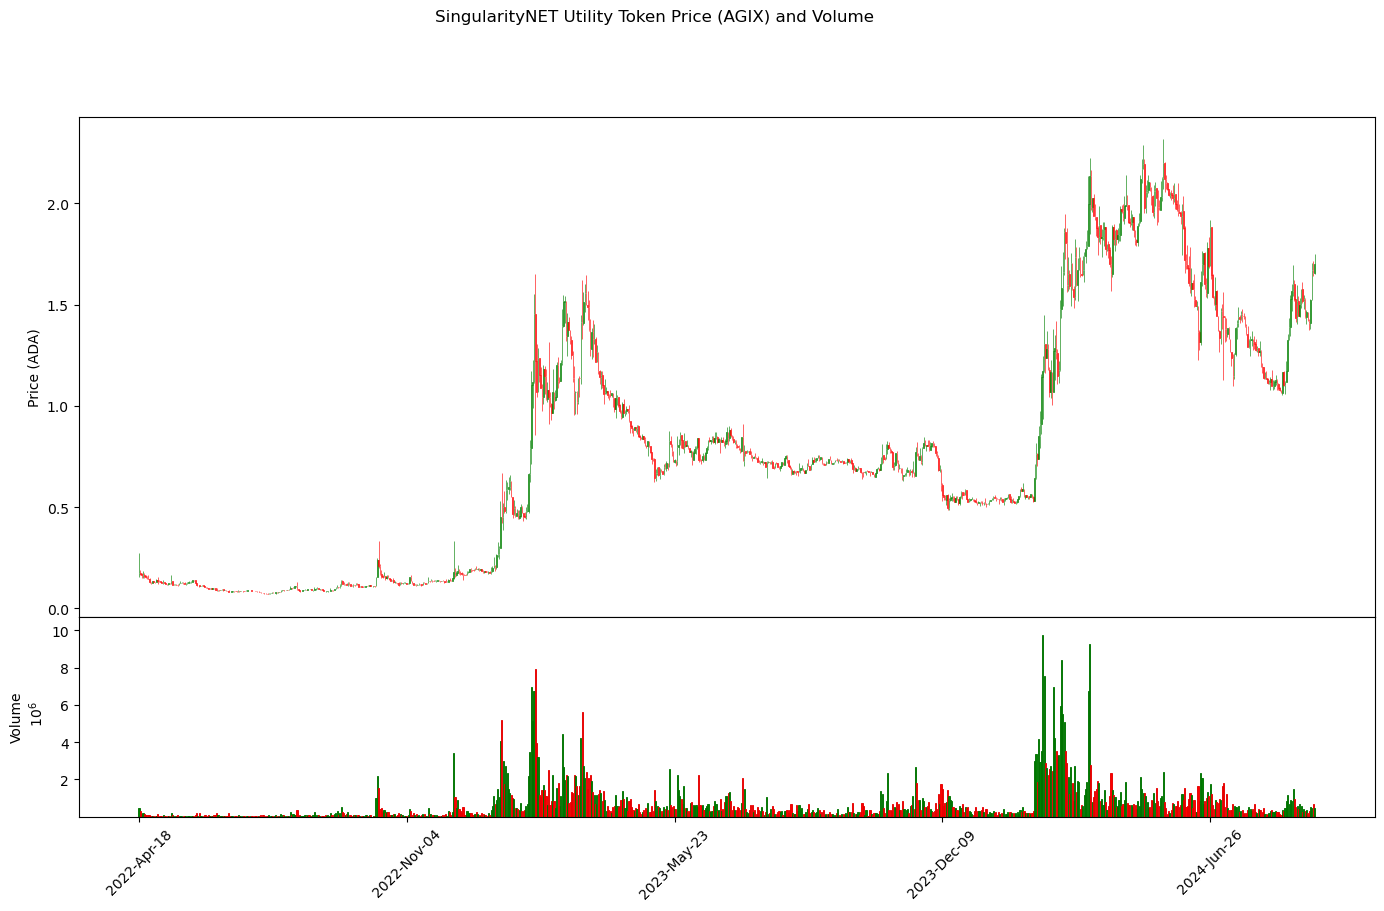 SingularityNET Utility Token Price (AGIX) and Volume
Price (ADA)
2.0
1.5
1.0
0.5
0.0
Volume
10⁶
10
8
6
4
2
2022-Apr-18
2022-Nov-04
2023-May-23
2023-Dec-09
2024-Jun-26